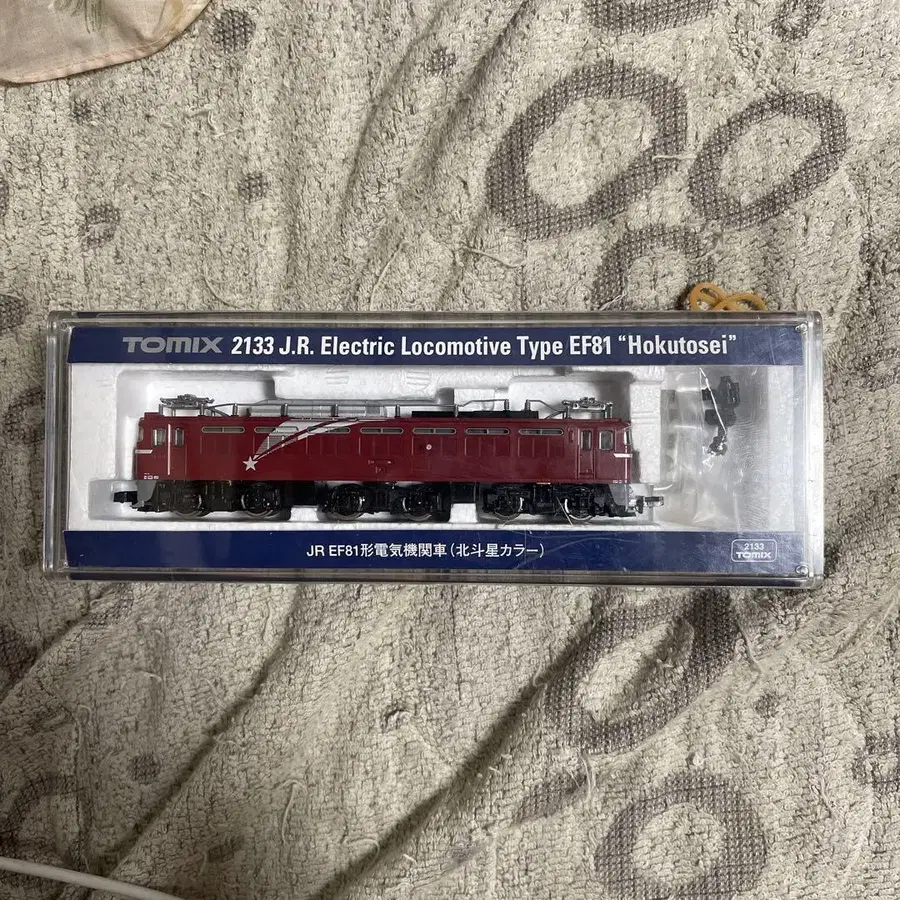 TOMIX 2133 J.R. Electric Locomotive Type EF81 "Hokutosei"
JR EF81形電気機関車(北斗星カラー)
2133
TOMIX